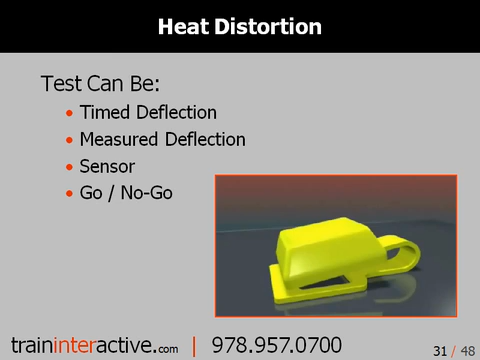 Heat Distortion
Test Can Be:
• Timed Deflection
• Measured Deflection
• Sensor
• Go / No-Go
traininteractive.com | 978.957.0700
31 / 48